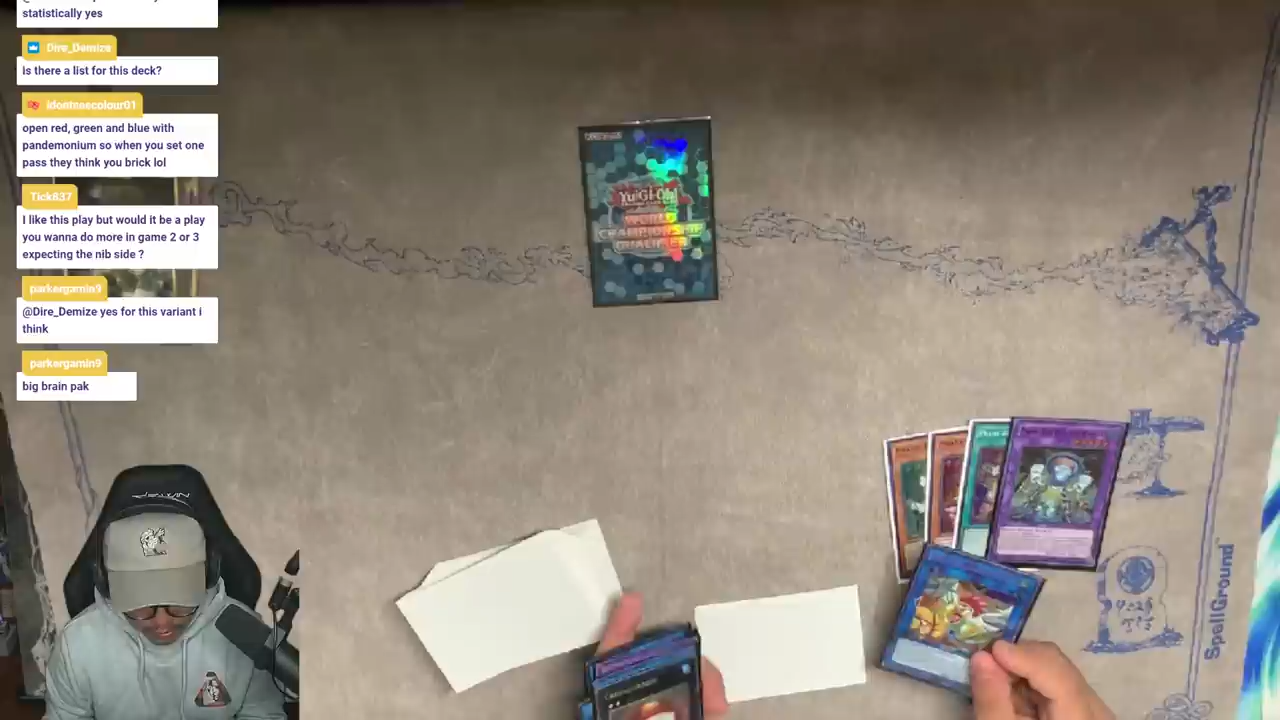 statistically yes
Dire_Demize
is there a list for this deck?
idontseecolour01
open red, green and blue with
pandemonium so when you set one
pass they think you brick lol
Tick837
I like this play but would it be a play
you wanna do more in game 2 or 3
expecting the nib side ?
parkergamin9
@Dire_Demize yes for this variant i
think
parkergamin9
big brain pak
Yu-Gi-Oh!
WORLD
CHAMPIONSHIP
QUALIFIER
SpellGround